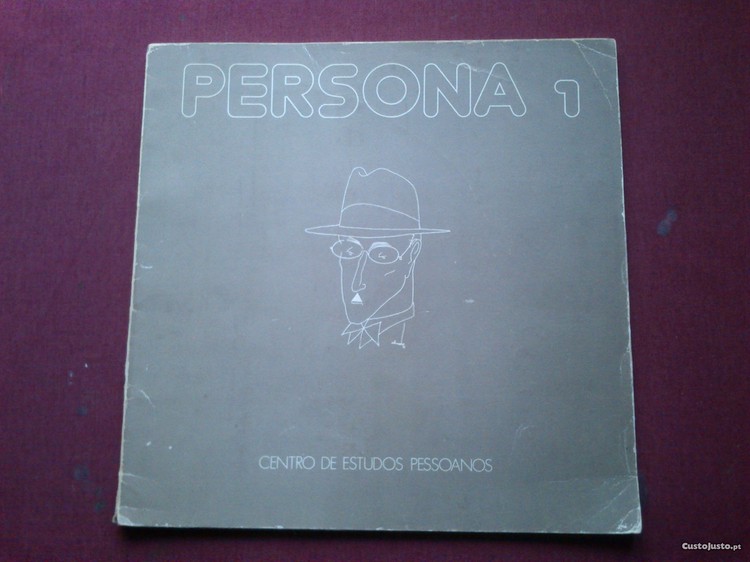 PERSONA 1
CENTRO DE ESTUDOS PESSOANOS
CustoJusto.pt